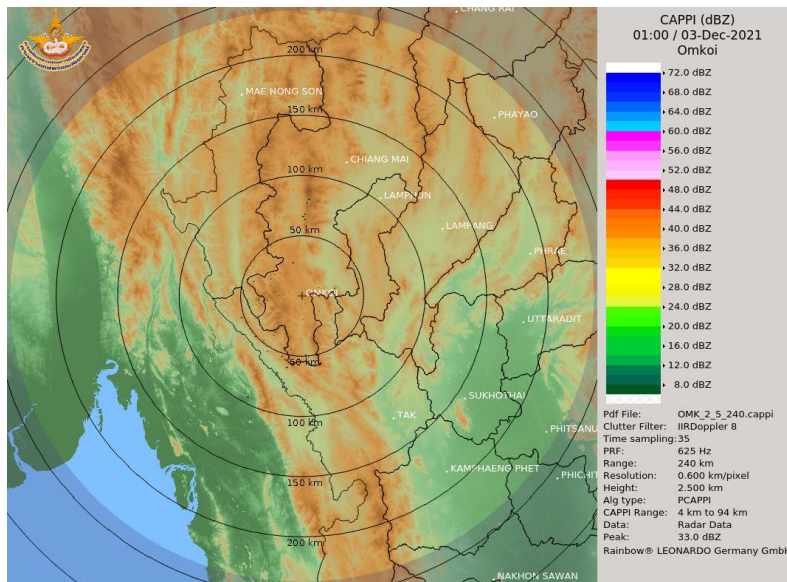 CHANG RAI
200 km
MAE HONG SON
150 km
PHAYAO
CHIANG MAI
100 km
LAMPHUN
LAMPANG
50 km
PHRAE
OMKOI
UTTARADIT
50 km
SUKHOTHAI
100 km
TAK
PHITSANU
KAMPHAENG PHET
PHICHIT
150 km
200 km
NAKHON SAWAN
CAPPI (dBZ)
01:00 / 03-Dec-2021
Omkoi
72.0 dBZ
68.0 dBZ
64.0 dBZ
60.0 dBZ
56.0 dBZ
52.0 dBZ
48.0 dBZ
44.0 dBZ
40.0 dBZ
36.0 dBZ
32.0 dBZ
28.0 dBZ
24.0 dBZ
20.0 dBZ
16.0 dBZ
12.0 dBZ
8.0 dBZ
Pdf File: OMK_2_5_240.cappi
Clutter Filter: IIRDoppler 8
Time sampling:35
PRF: 625 Hz
Range: 240 km
Resolution: 0.600 km/pixel
Height: 2.500 km
Alg type: PCAPPI
CAPPI Range: 4 km to 94 km
Data: Radar Data
Peak: 33.0 dBZ
Rainbow® LEONARDO Germany GmbH